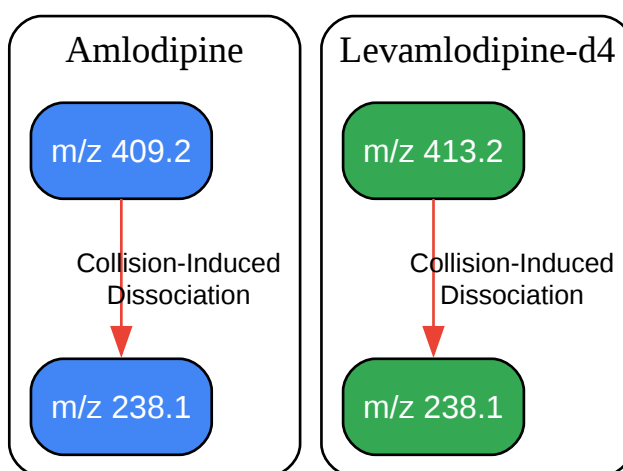 Amlodipine
m/z 409.2
Collision-Induced
Dissociation
m/z 238.1
Levamlodipine-d4
m/z 413.2
Collision-Induced
Dissociation
m/z 238.1